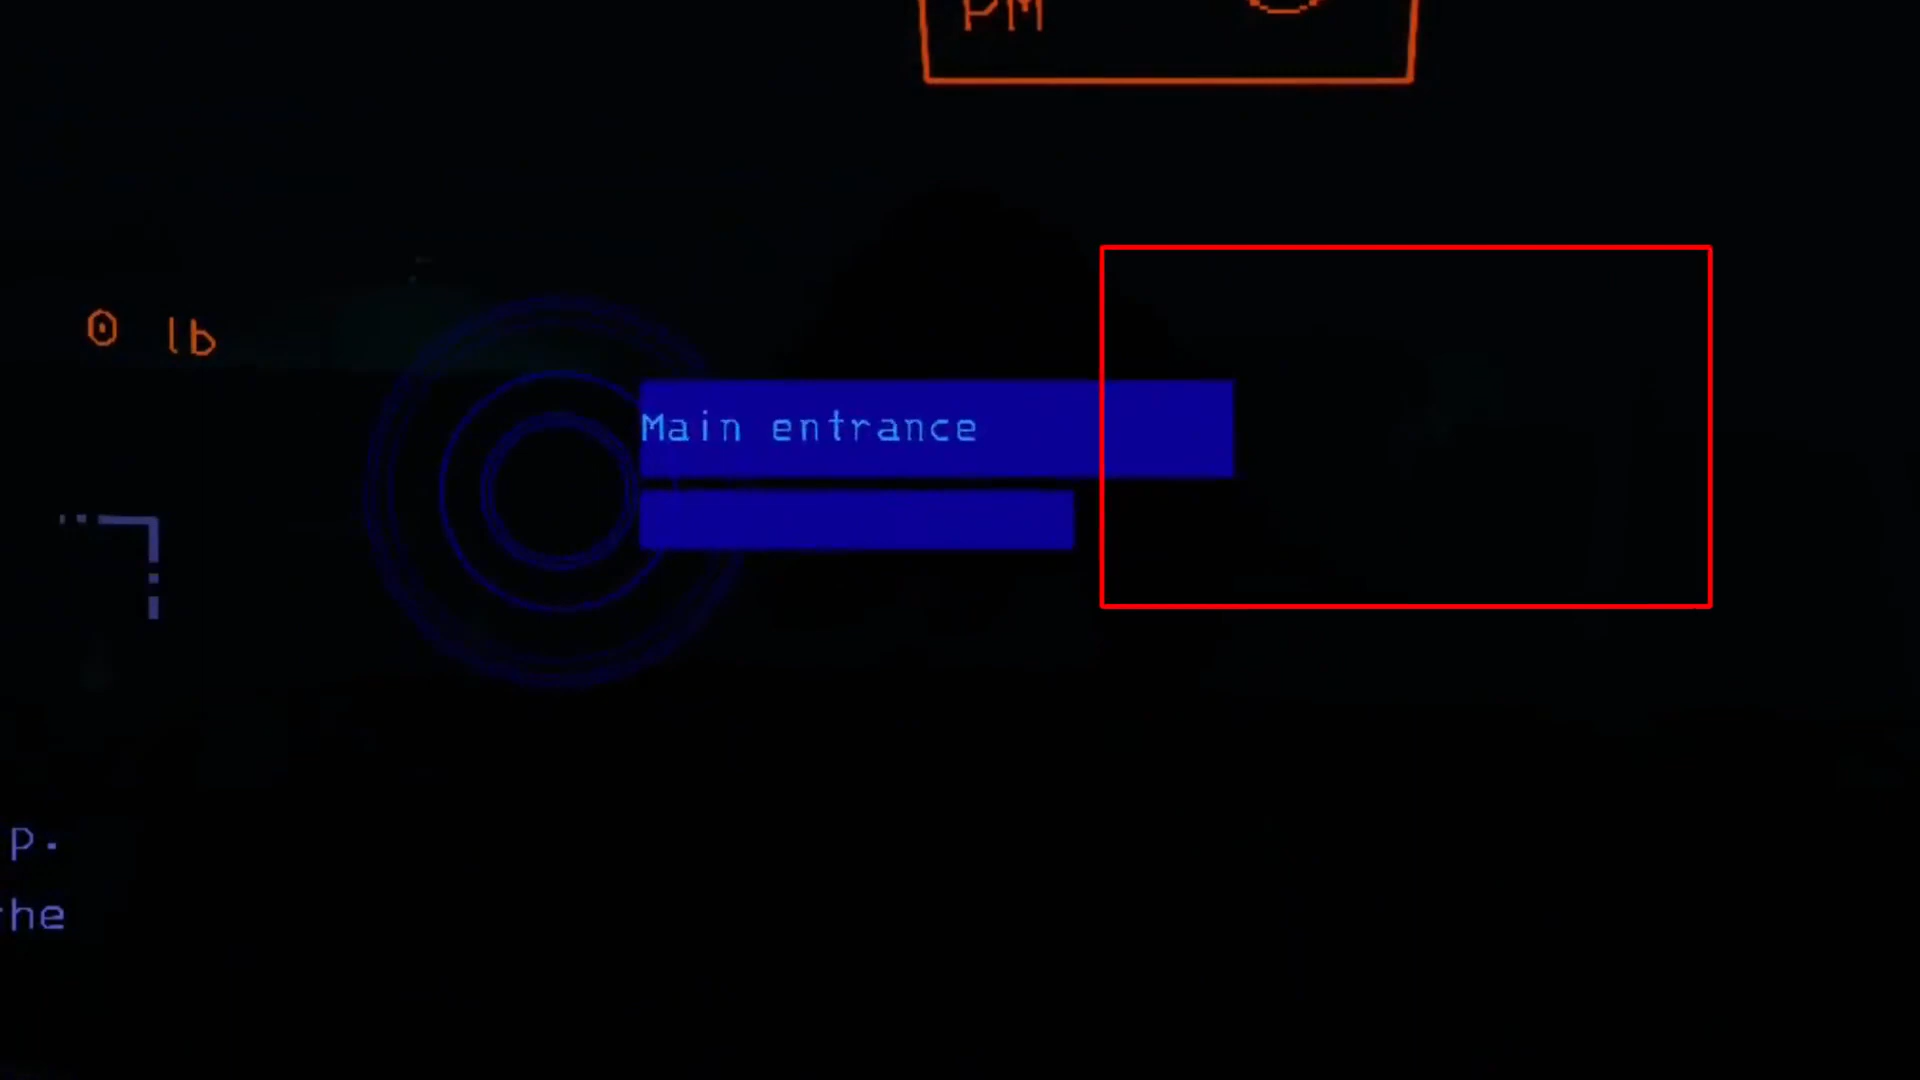 PM
0 lb
Main entrance
p.
he